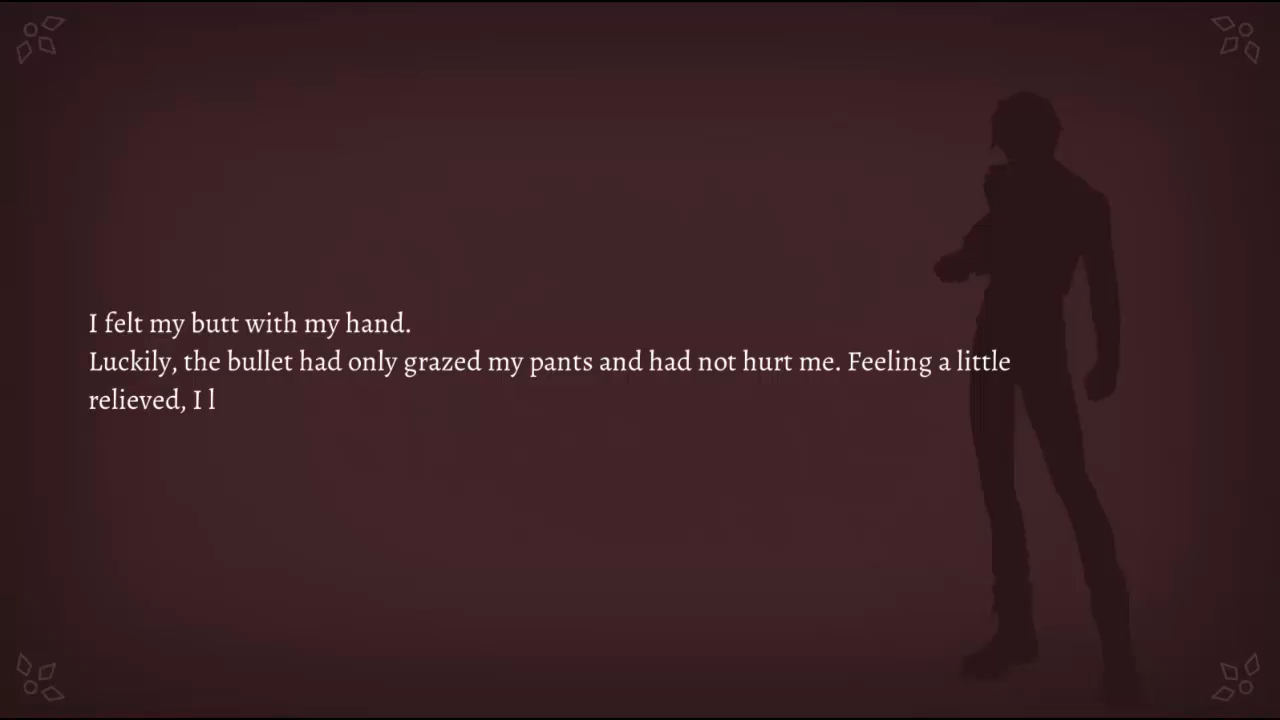 I felt my butt with my hand.
Luckily, the bullet had only grazed my pants and had not hurt me. Feeling a little
relieved, I l